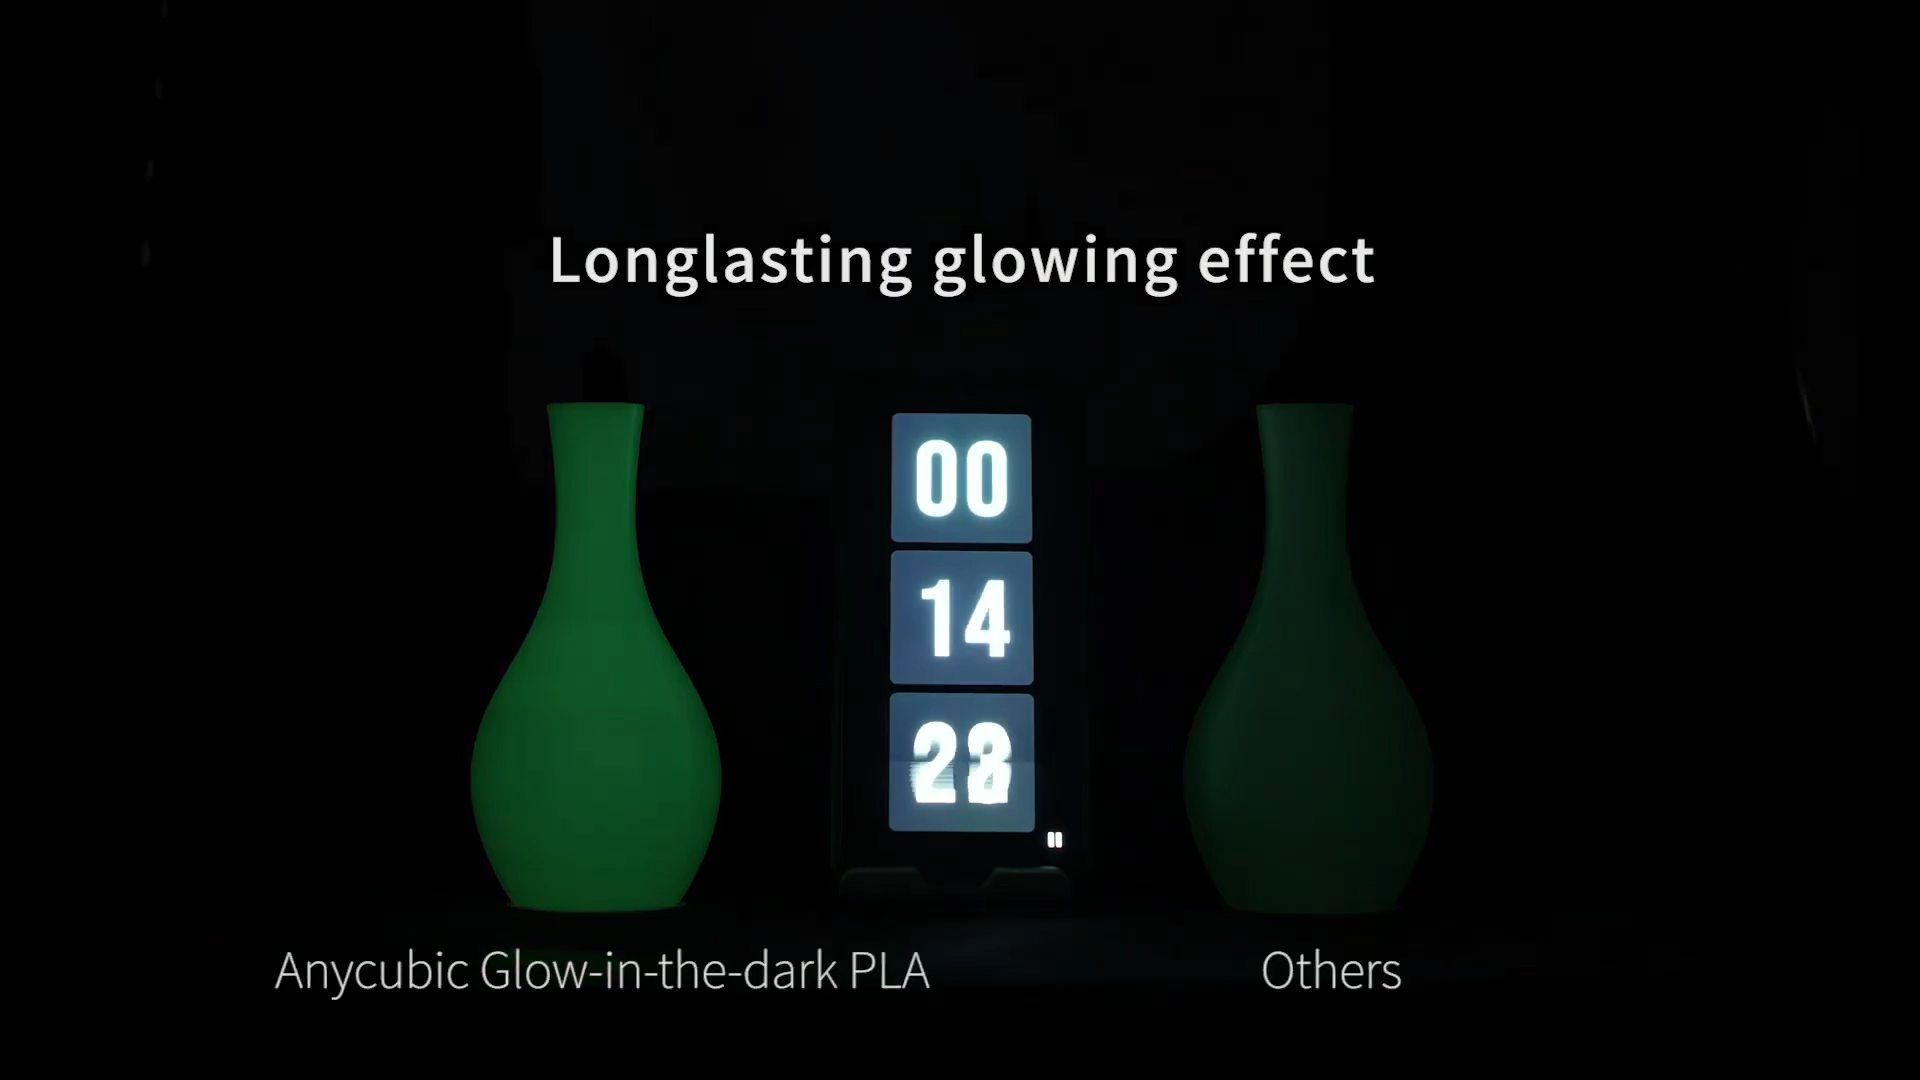 Longlasting glowing effect
00
14
Anycubic Glow-in-the-dark PLA
Others